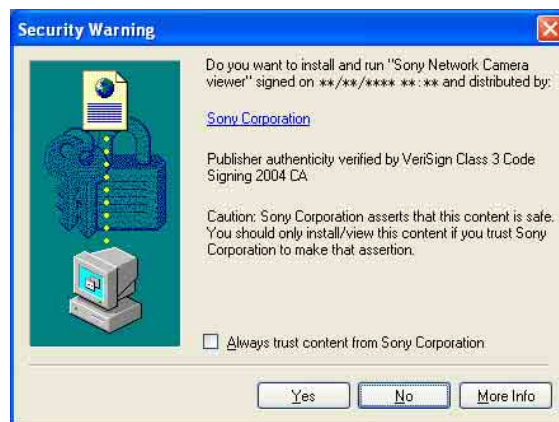 Security Warning
Do you want to install and run "Sony Network Camera
viewer" signed on **/**/**** **:** and distributed by:
Sony Corporation
Publisher authenticity verified by VeriSign Class 3 Code
Signing 2004 CA
Caution: Sony Corporation asserts that this content is safe.
You should only install/view this content if you trust Sony
Corporation to make that assertion.
Always trust content from Sony Corporation
Yes
No
More Info